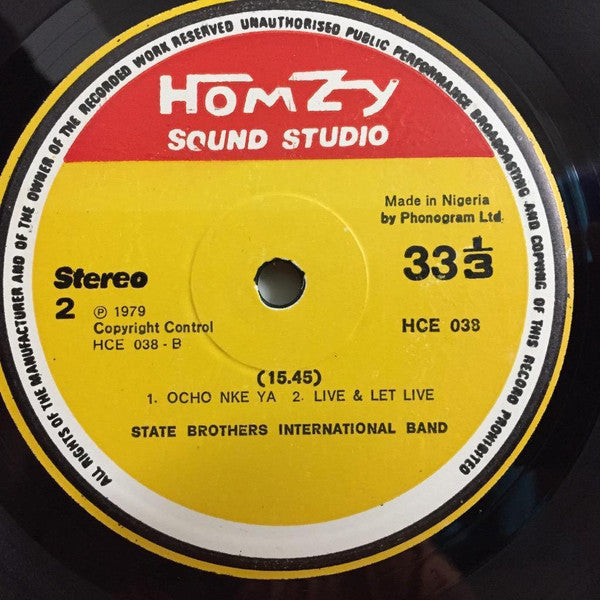 ALL RIGHTS OF THE MANUFACTURER AND OF THE OWNER OF THE RECORDED WORK RESERVED UNAUTHORISED PUBLIC PERFORMANCE BROADCASTING AND COPYING OF THIS RECORD PROHIBITED
HOMZY
SOUND STUDIO
Made in Nigeria
by Phonogram Ltd.
Stereo
33 1/3
2
℗ 1979
Copyright Control
HCE 038 - B
HCE 038
(15.45)
1. OCHO NKE YA 2. LIVE & LET LIVE
STATE BROTHERS INTERNATIONAL BAND